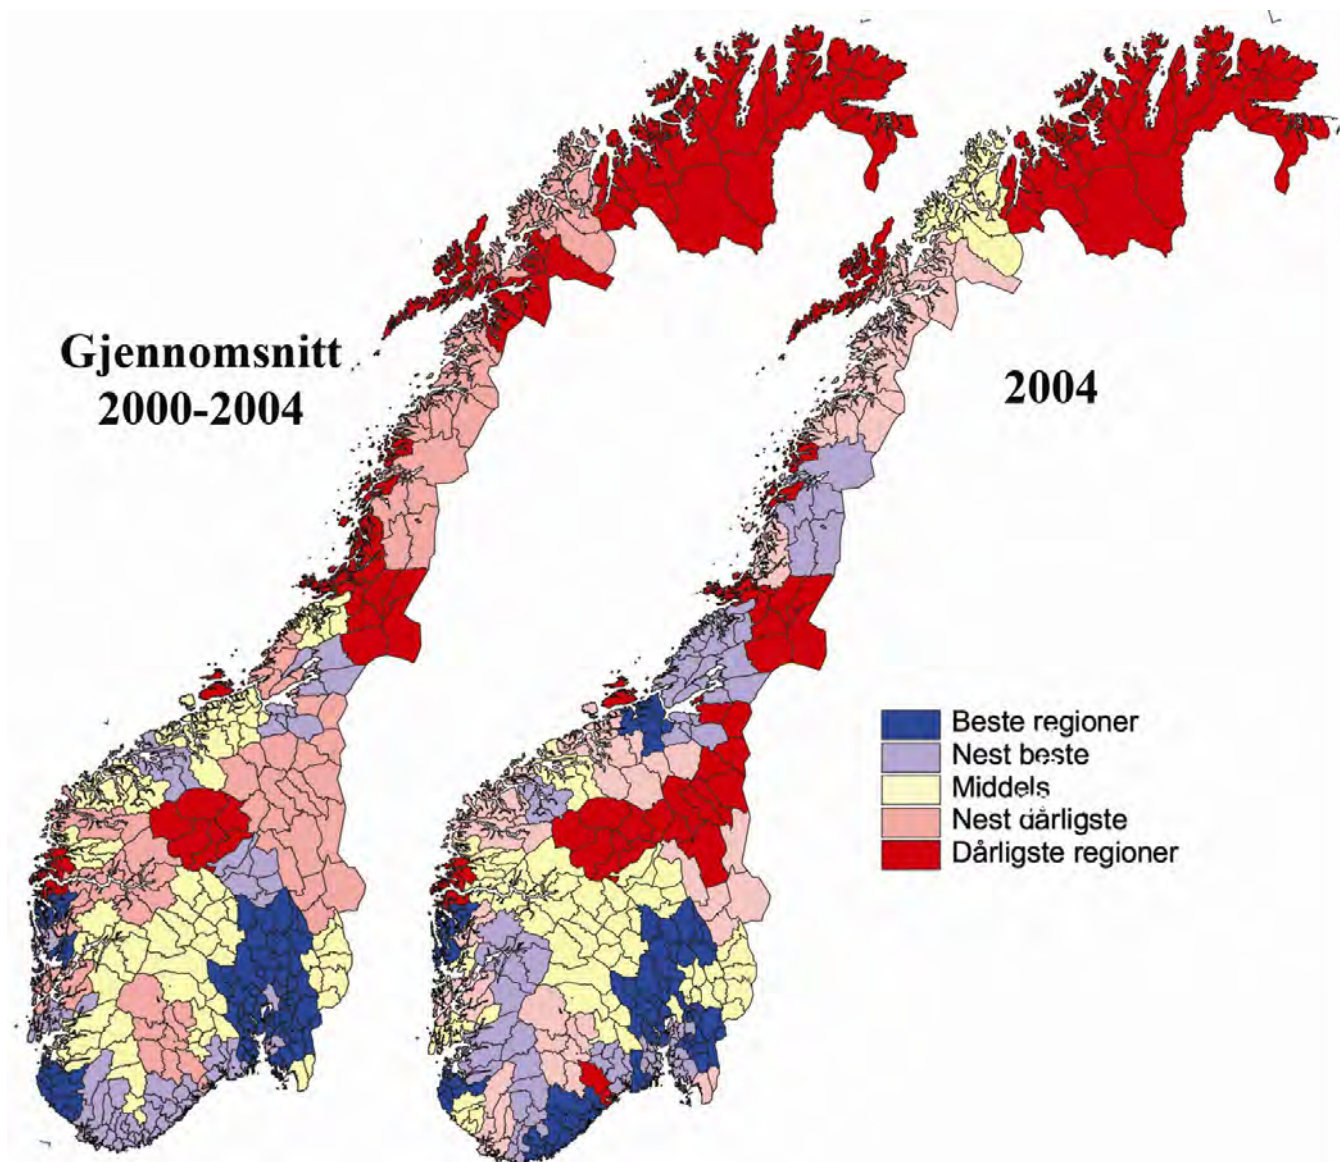 Gjennomsnitt
2000-2004
2004
Beste regioner
Nest beste
Middels
Nest dårligste
Dårligste regioner